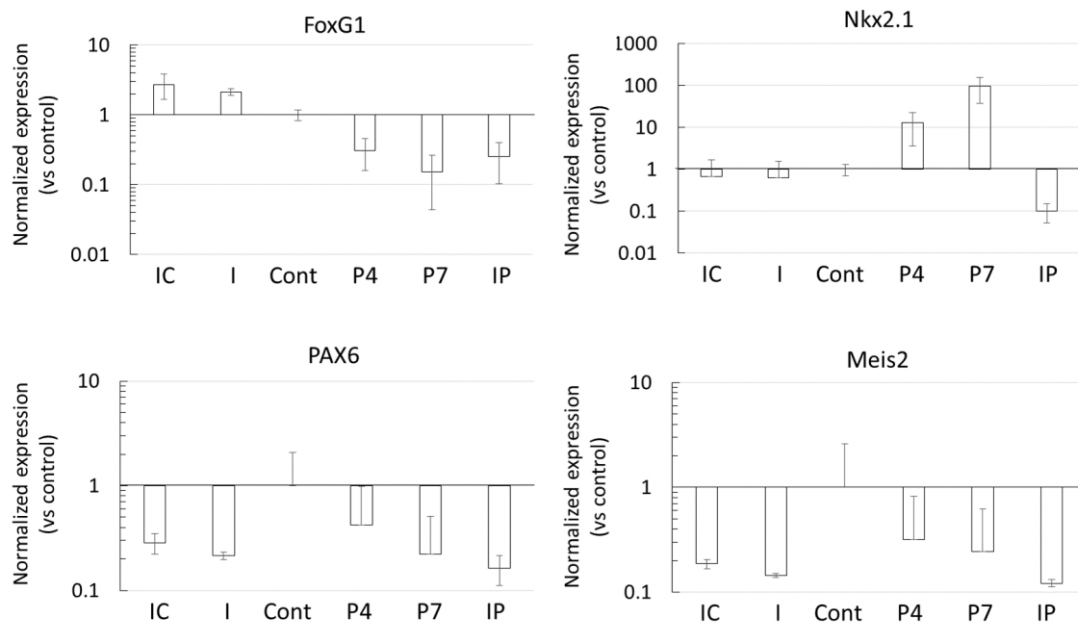 FoxG1
Normalized expression
(vs control)
10
1
0.1
0.01
IC I Cont P4 P7 IP
Nkx2.1
Normalized expression
(vs control)
1000
100
10
1
0.1
0.01
IC I Cont P4 P7 IP
PAX6
Normalized expression
(vs control)
10
1
0.1
IC I Cont P4 P7 IP
Meis2
Normalized expression
(vs control)
10
1
0.1
IC I Cont P4 P7 IP